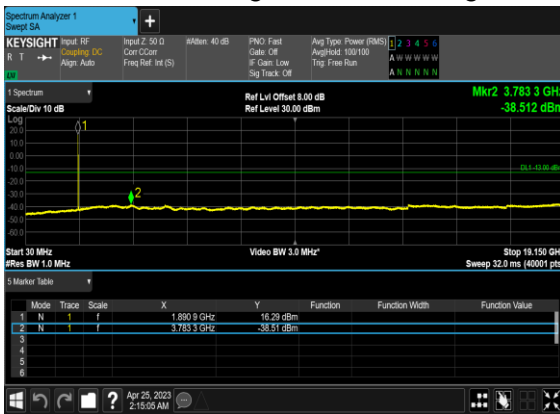 Spectrum Analyzer 1
Swept SA
KEYSIGHT Input: RF Input Z: 50 Ω #Atten: 40 dB PNO: Fast Avg Type: Power (RMS) 1 2 3 4 5 6
R T Coupling: DC Corr CCorr Gate: Off Avg|Hold: 100/100 A W W W W W
Align: Auto Freq Ref: Int (S) IF Gain: Low Trig: Free Run
LV Sig Track: Off A N N N N N
1 Spectrum Ref Lvl Offset 8.00 dB Mkr2 3.783 3 GHz
Scale/Div 10 dB Ref Level 30.00 dBm -38.512 dBm
Log
20.0
10.0
0.00
-10.0
-20.0
-30.0
-40.0
-50.0
-60.0
1
2
DL1 -13.00 dBm
Start 30 MHz Video BW 3.0 MHz* Stop 19.150 GHz
#Res BW 1.0 MHz Sweep 32.0 ms (40001 pts)
5 Marker Table
Mode Trace Scale X Y Function Function Width Function Value
1 N 1 f 1.890 9 GHz 16.29 dBm
2 N 1 f 3.783 3 GHz -38.51 dBm
3
4
5
6
? Apr 25, 2023
2:15:05 AM